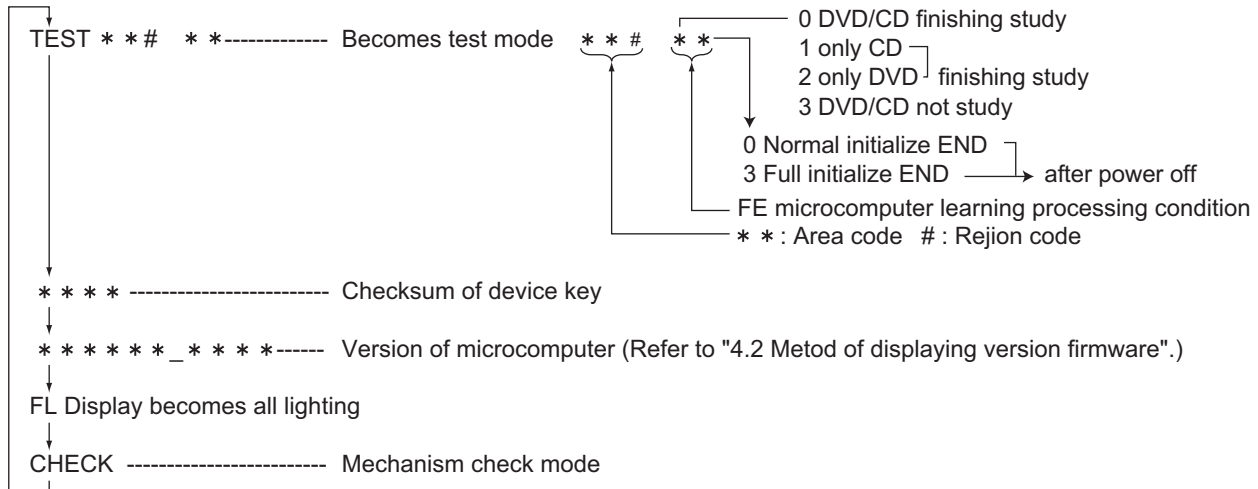 0 DVD/CD finishing study
TEST **# **------------- Becomes test mode **# **
1 only CD
2 only DVD finishing study
3 DVD/CD not study
0 Normal initialize END
3 Full initialize END after power off
FE microcomputer learning processing condition
* * : Area code # : Rejion code
* * * * ------------------------- Checksum of device key
* * * * * * _ * * * *------ Version of microcomputer (Refer to "4.2 Metod of displaying version firmware".)
FL Display becomes all lighting
CHECK ------------------------- Mechanism check mode